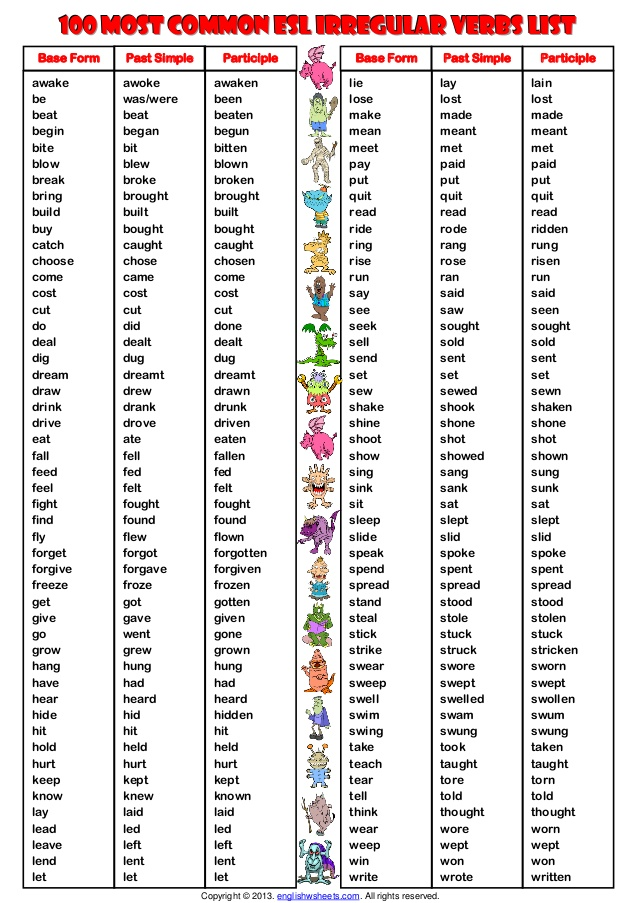 100 MOST COMMON ESL IRREGULAR VERBS LIST
Base Form Past Simple Participle
awake awoke awaken
be was/were been
beat beat beaten
begin began begun
bite bit bitten
blow blew blown
break broke broken
bring brought brought
build built built
buy bought bought
catch caught caught
choose chose chosen
come came come
cost cost cost
cut cut cut
do did done
deal dealt dealt
dig dug dug
dream dreamt dreamt
draw drew drawn
drink drank drunk
drive drove driven
eat ate eaten
fall fell fallen
feed fed fed
feel felt felt
fight fought fought
find found found
fly flew flown
forget forgot forgotten
forgive forgave forgiven
freeze froze frozen
get got gotten
give gave given
go went gone
grow grew grown
hang hung hung
have had had
hear heard heard
hide hid hidden
hit hit hit
hold held held
hurt hurt hurt
keep kept kept
know knew known
lay laid laid
lead led led
leave left left
lend lent lent
let let let
Base Form Past Simple Participle
lie lay lain
lose lost lost
make made made
mean meant meant
meet met met
pay paid paid
put put put
quit quit quit
read read read
ride rode ridden
ring rang rung
rise rose risen
run ran run
say said said
see saw seen
seek sought sought
sell sold sold
send sent sent
set set set
sew sewed sewn
shake shook shaken
shine shone shone
shoot shot shot
show showed shown
sing sang sung
sink sank sunk
sit sat sat
sleep slept slept
slide slid slid
speak spoke spoke
spend spent spent
spread spread spread
stand stood stood
steal stole stolen
stick stuck stuck
strike struck stricken
swear swore sworn
sweep swept swept
swell swelled swollen
swim swam swum
swing swung swung
take took taken
teach taught taught
tear tore torn
tell told told
think thought thought
wear wore worn
weep wept wept
win won won
write wrote written
Copyright © 2013. englishwsheets.com. All rights reserved.